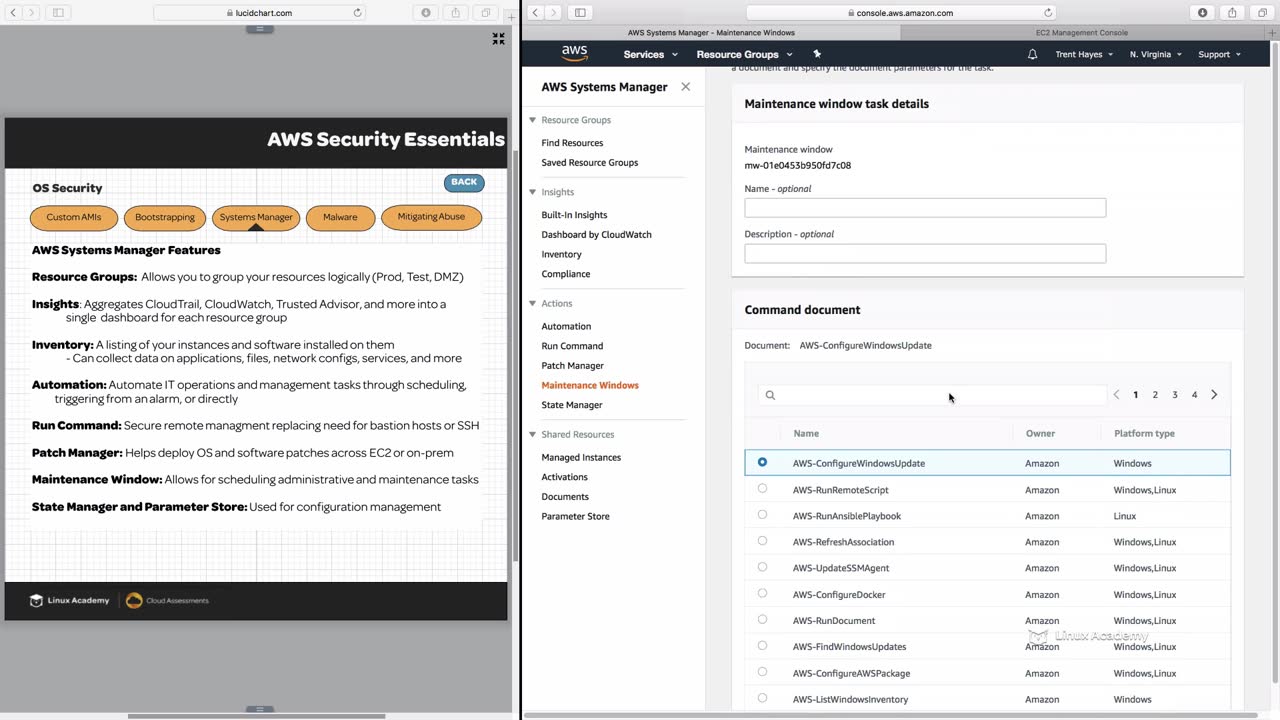 lucidchart.com
AWS Security Essentials
OS Security
BACK
Custom AMIs
Bootstrapping
Systems Manager
Malware
Mitigating Abuse
AWS Systems Manager Features
Resource Groups: Allows you to group your resources logically (Prod, Test, DMZ)
Insights: Aggregates CloudTrail, CloudWatch, Trusted Advisor, and more into a
single dashboard for each resource group
Inventory: A listing of your instances and software installed on them
- Can collect data on applications, files, network configs, services, and more
Automation: Automate IT operations and management tasks through scheduling,
triggering from an alarm, or directly
Run Command: Secure remote managment replacing need for bastion hosts or SSH
Patch Manager: Helps deploy OS and software patches across EC2 or on-prem
Maintenance Window: Allows for scheduling administrative and maintenance tasks
State Manager and Parameter Store: Used for configuration management
Linux Academy
Cloud Assessments
console.aws.amazon.com
AWS Systems Manager - Maintenance Windows
EC2 Management Console
aws
Services
Resource Groups
Trent Hayes
N. Virginia
Support
AWS Systems Manager
Resource Groups
Find Resources
Saved Resource Groups
Insights
Built-In Insights
Dashboard by CloudWatch
Inventory
Compliance
Actions
Automation
Run Command
Patch Manager
Maintenance Windows
State Manager
Shared Resources
Managed Instances
Activations
Documents
Parameter Store
a document and specify the document parameters for the task.
Maintenance window task details
Maintenance window
mw-01e0453b950fd7c08
Name - optional
Description - optional
Command document
Document: AWS-ConfigureWindowsUpdate
1 2 3 4
Name Owner Platform type
AWS-ConfigureWindowsUpdate Amazon Windows
AWS-RunRemoteScript Amazon Windows,Linux
AWS-RunAnsiblePlaybook Amazon Linux
AWS-RefreshAssociation Amazon Windows,Linux
AWS-UpdateSSMAgent Amazon Windows,Linux
AWS-ConfigureDocker Amazon Windows,Linux
AWS-RunDocument Amazon Windows,Linux
Linux Academy
AWS-FindWindowsUpdates Amazon Windows,Linux
AWS-ConfigureAWSPackage Amazon Windows,Linux
AWS-ListWindowsInventory Amazon Windows